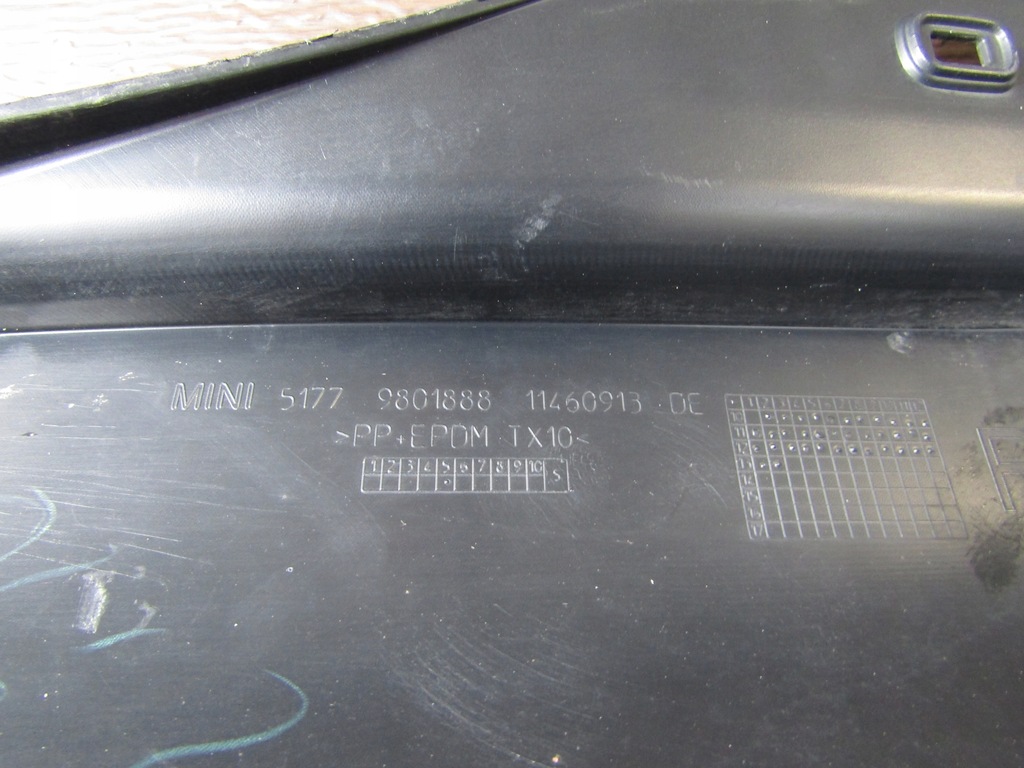 MINI 5177 9801888 11460913 DE
>PP+EPDM TX10<
1 2 3 4 5 6 7 8 9 10 S